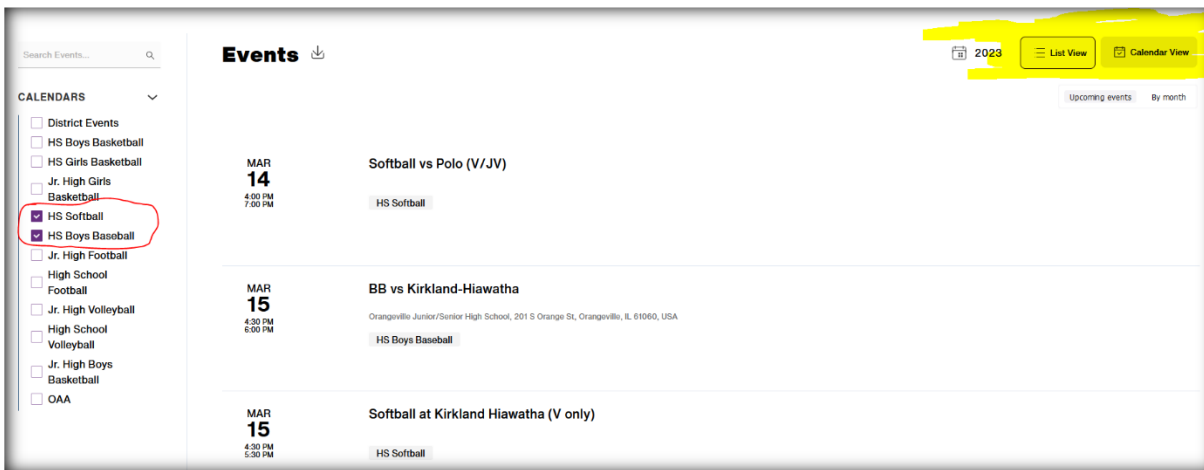 Search Events...
CALENDARS
District Events
HS Boys Basketball
HS Girls Basketball
Jr. High Girls
Basketball
HS Softball
HS Boys Baseball
Jr. High Football
High School
Football
Jr. High Volleyball
High School
Volleyball
Jr. High Boys
Basketball
OAA
Events
2023
List View
Calendar View
Upcoming events
By month
MAR
14
4:00 PM
7:00 PM
Softball vs Polo (V/JV)
HS Softball
MAR
15
4:30 PM
6:00 PM
BB vs Kirkland-Hiawatha
Orangeville Junior/Senior High School, 201 S Orange St, Orangeville, IL 61060, USA
HS Boys Baseball
MAR
15
4:30 PM
5:30 PM
Softball at Kirkland Hiawatha (V only)
HS Softball